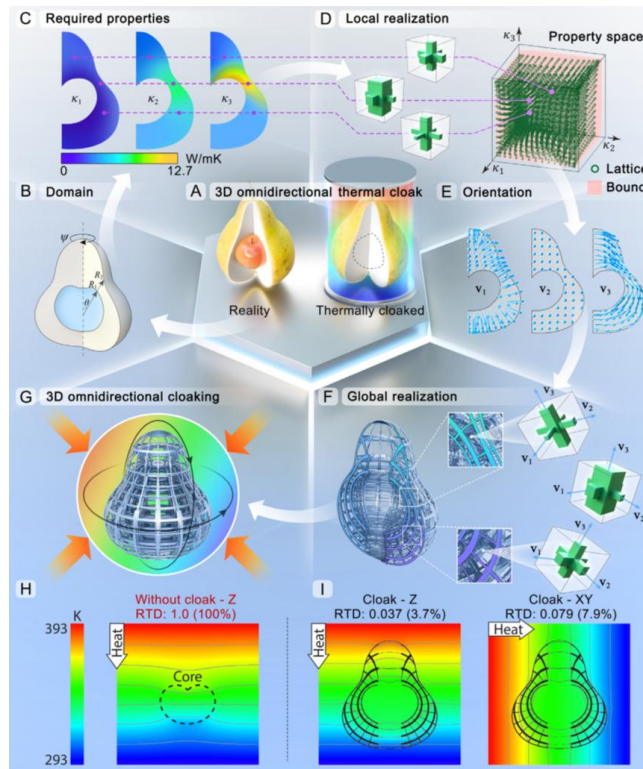 C Required properties
κ₁
κ₂
κ₃
W/mK
0 12.7
D Local realization
Property space
κ₃
κ₂
κ₁
Lattice
Bound
B Domain
ψ
R₂
R₁
θ
A 3D omnidirectional thermal cloak
Reality
Thermally cloaked
E Orientation
v₁
v₂
v₃
G 3D omnidirectional cloaking
F Global realization
v₃
v₂
v₁
v₃
v₁
v₂
v₃
v₁
v₂
H
K
393
293
Without cloak - Z
RTD: 1.0 (100%)
Heat
Core
I
Cloak - Z
RTD: 0.037 (3.7%)
Heat
Cloak - XY
RTD: 0.079 (7.9%)
Heat